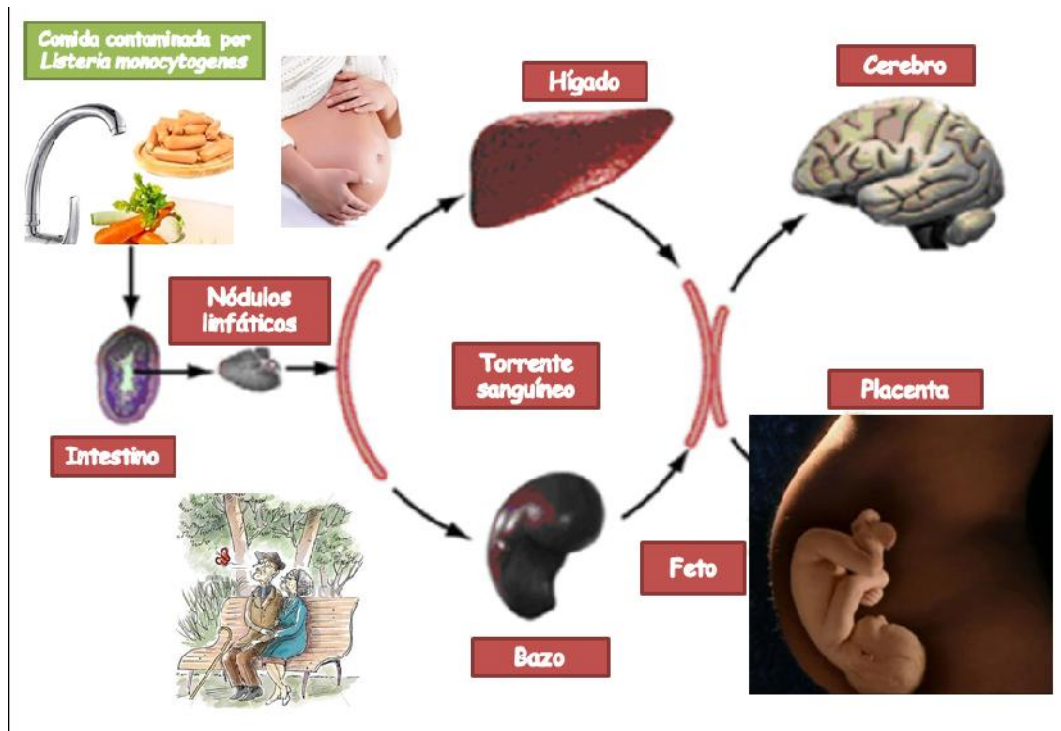 Comida contaminada por
Listeria monocytogenes
Hígado
Cerebro
Nódulos
linfáticos
Torrente
sanguíneo
Placenta
Intestino
Feto
Bazo